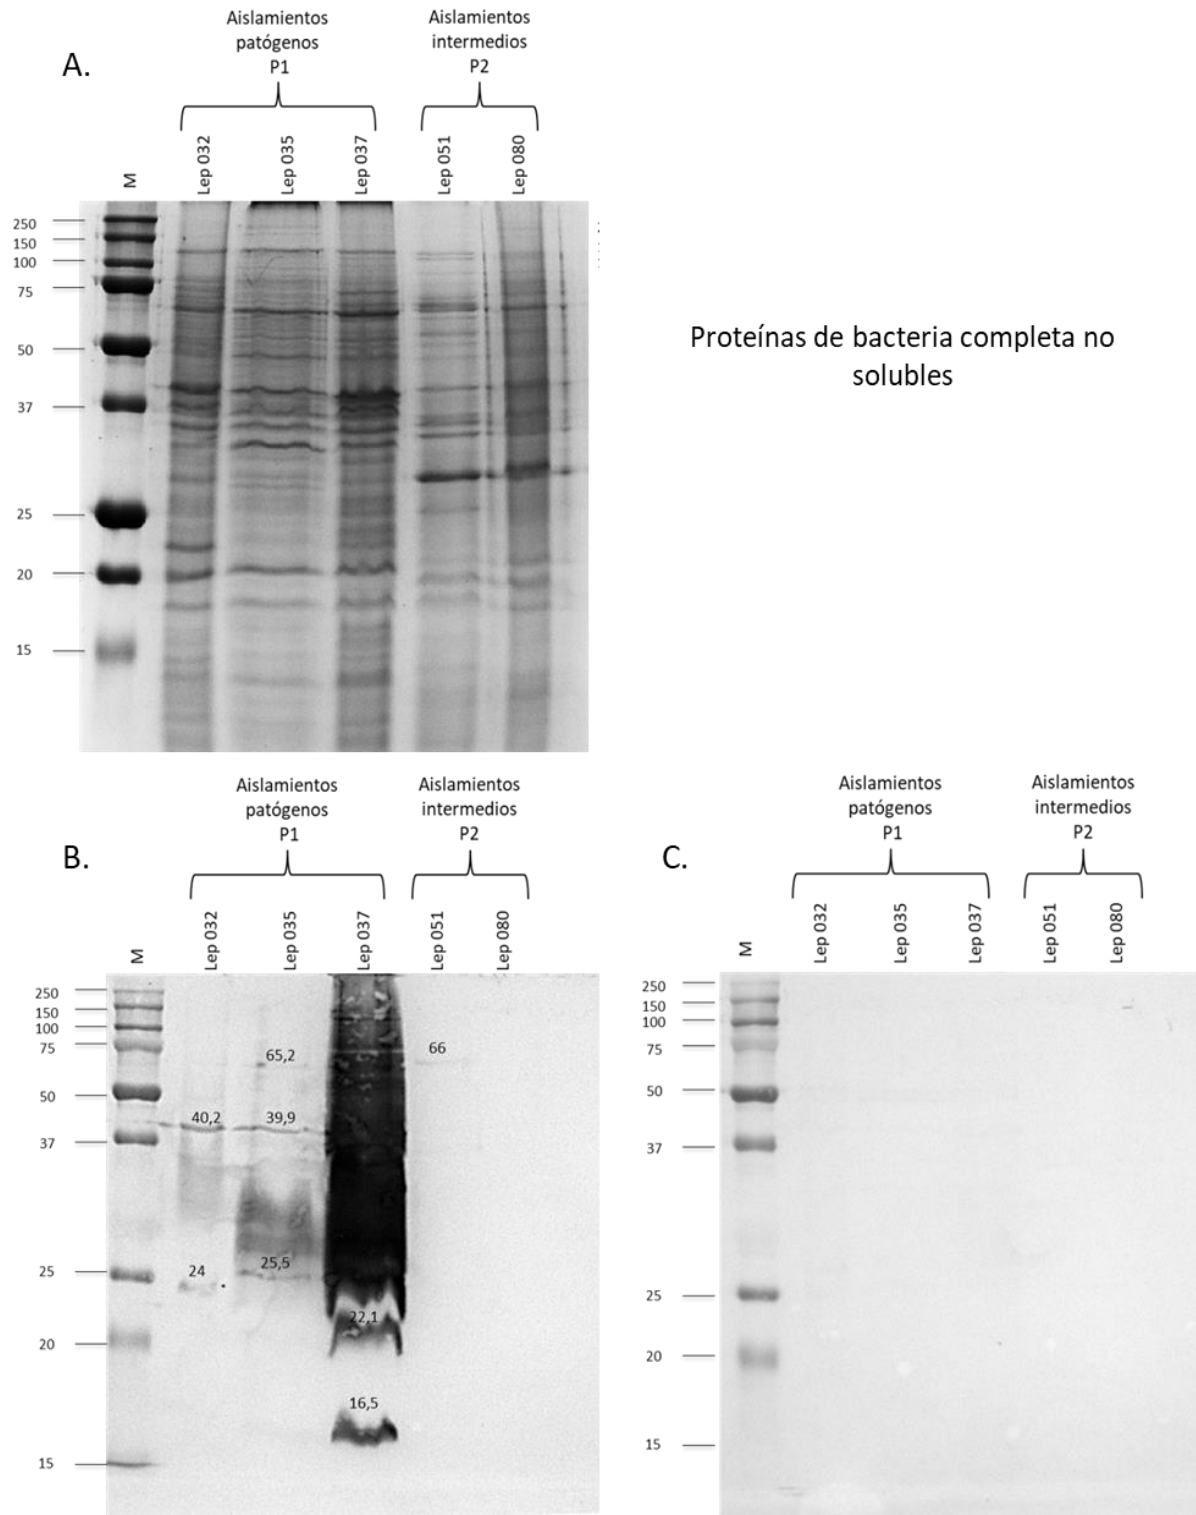 A.
Aislamientos
patógenos
P1
Aislamientos
intermedios
P2
M
Lep 032
Lep 035
Lep 037
Lep 051
Lep 080
250
150
100
75
50
37
25
20
15
Proteínas de bacteria completa no
solubles
B.
Aislamientos
patógenos
P1
Aislamientos
intermedios
P2
M
Lep 032
Lep 035
Lep 037
Lep 051
Lep 080
250
150
100
75
50
37
25
20
15
65,2
66
40,2
39,9
24
25,5
22,1
16,5
C.
Aislamientos
patógenos
P1
Aislamientos
intermedios
P2
M
Lep 032
Lep 035
Lep 037
Lep 051
Lep 080
250
150
100
75
50
37
25
20
15